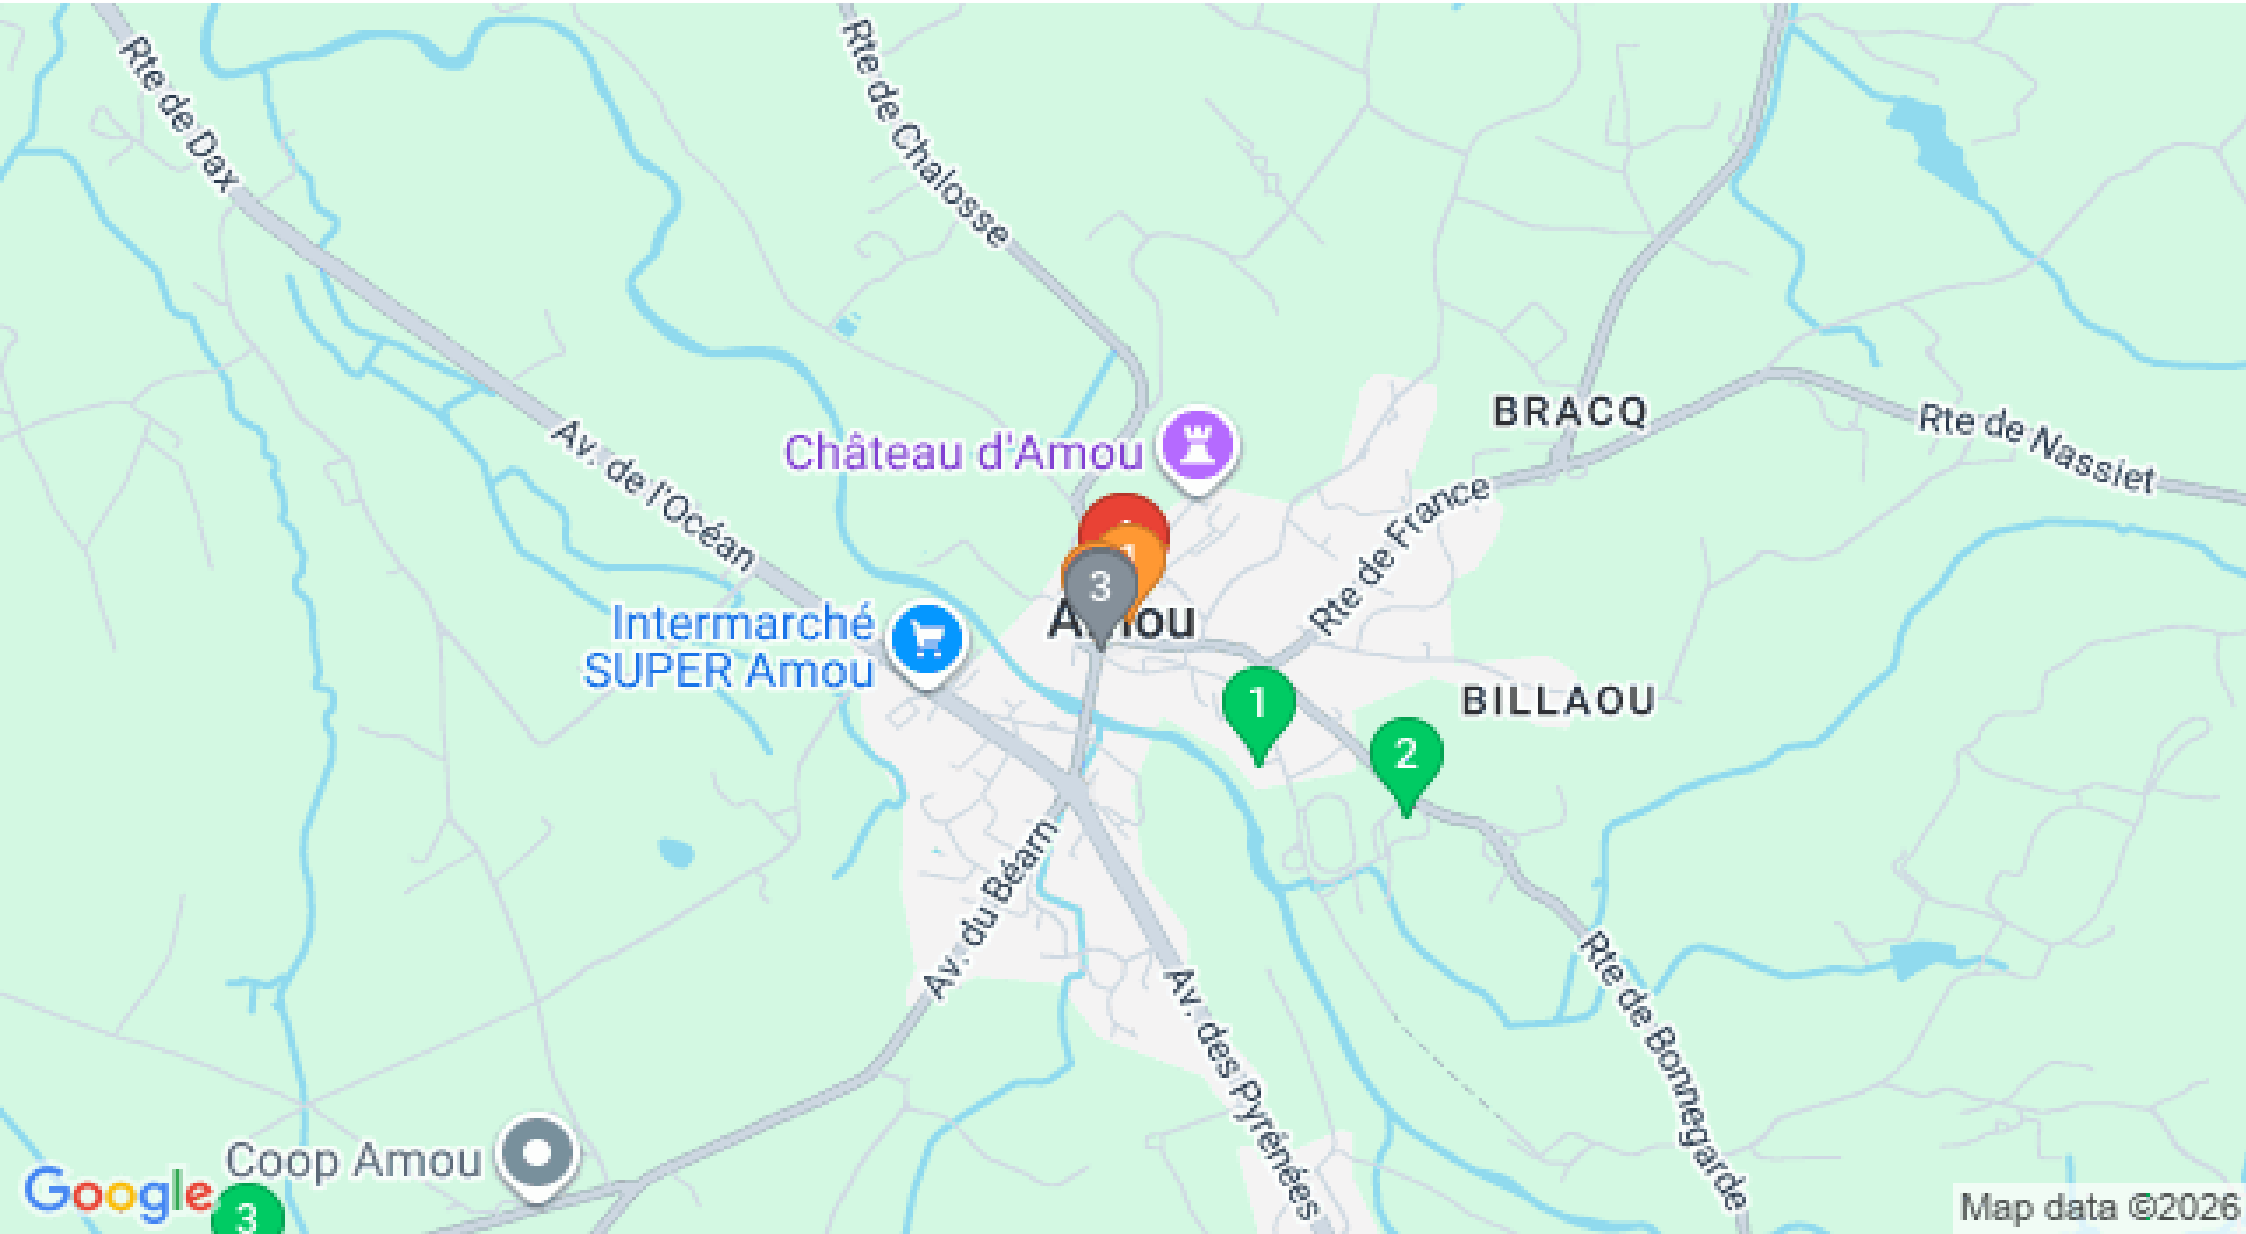 Rte de Dax
Rte de Chalosse
BRACQ
Rte de Nassiet
Av. de l'Océan
Château d'Amou
Rte de France
1
3
Amou
Intermarché
SUPER Amou
1
BILLAOU
2
Av. du Béarn
Rte de Bonnegarde
Av. des Pyrénées
Coop Amou
Google
3
Map data ©2026